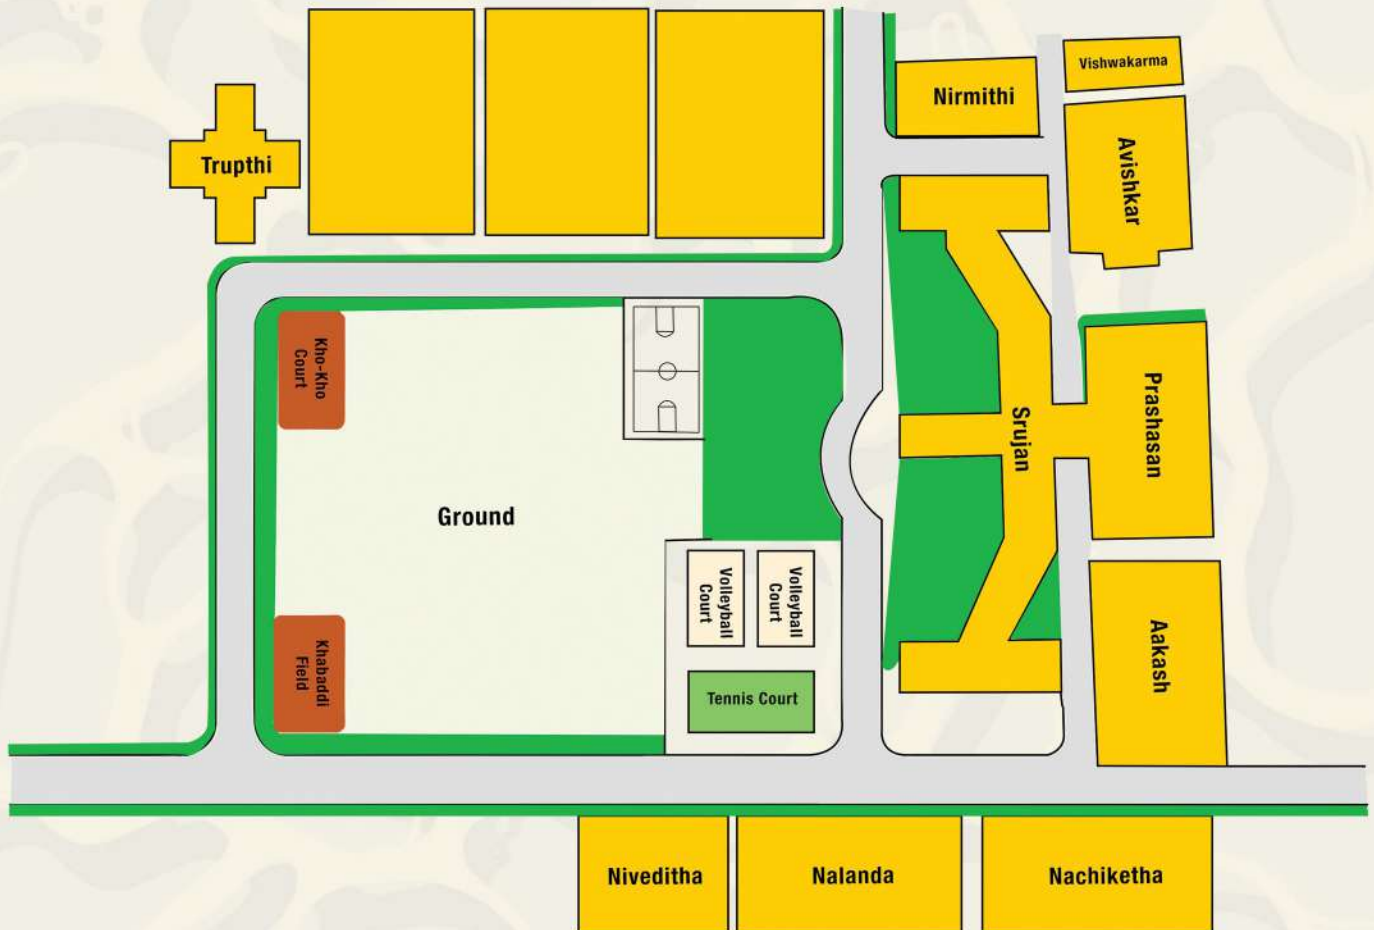 Vishwakarma
Nirmithi
Avishkar
Trupthi
Kho-Kho
Court
Prashasan
Srujan
Ground
Volleyball
Court
Volleyball
Court
Khabaddi
Field
Aakash
Tennis Court
Niveditha
Nalanda
Nachiketha